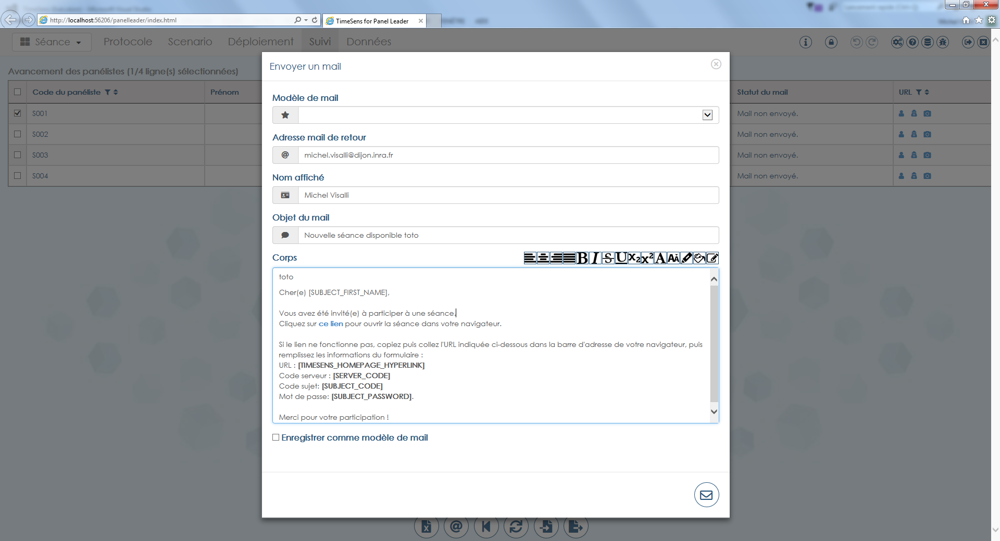 http://localhost:56206/panelleader/index.html
TimeSens for Panel Leader
Séance
Protocole
Scenario
Déploiement
Suivi
Données
Avancement des panélistes (1/4 ligne(s) sélectionnées)
Code du panéliste
Prénom
Statut du mail
URL
S001
Mail non envoyé.
S002
Mail non envoyé.
S003
Mail non envoyé.
S004
Mail non envoyé.
Envoyer un mail
Modèle de mail
Adresse mail de retour
@
michel.visalli@dijon.inra.fr
Nom affiché
Michel Visalli
Objet du mail
Nouvelle séance disponible toto
Corps
B I S U X2 X2 A AA
toto
Cher(e) [SUBJECT_FIRST_NAME],
Vous avez été invité(e) à participer à une séance.
Cliquez sur ce lien pour ouvrir la séance dans votre navigateur.
Si le lien ne fonctionne pas, copiez puis collez l'URL indiquée ci-dessous dans la barre d'adresse de votre navigateur, puis
remplissez les informations du formulaire :
URL : [TIMESENS_HOMEPAGE_HYPERLINK]
Code serveur : [SERVER_CODE]
Code sujet: [SUBJECT_CODE]
Mot de passe: [SUBJECT_PASSWORD].
Merci pour votre participation !
Enregistrer comme modèle de mail